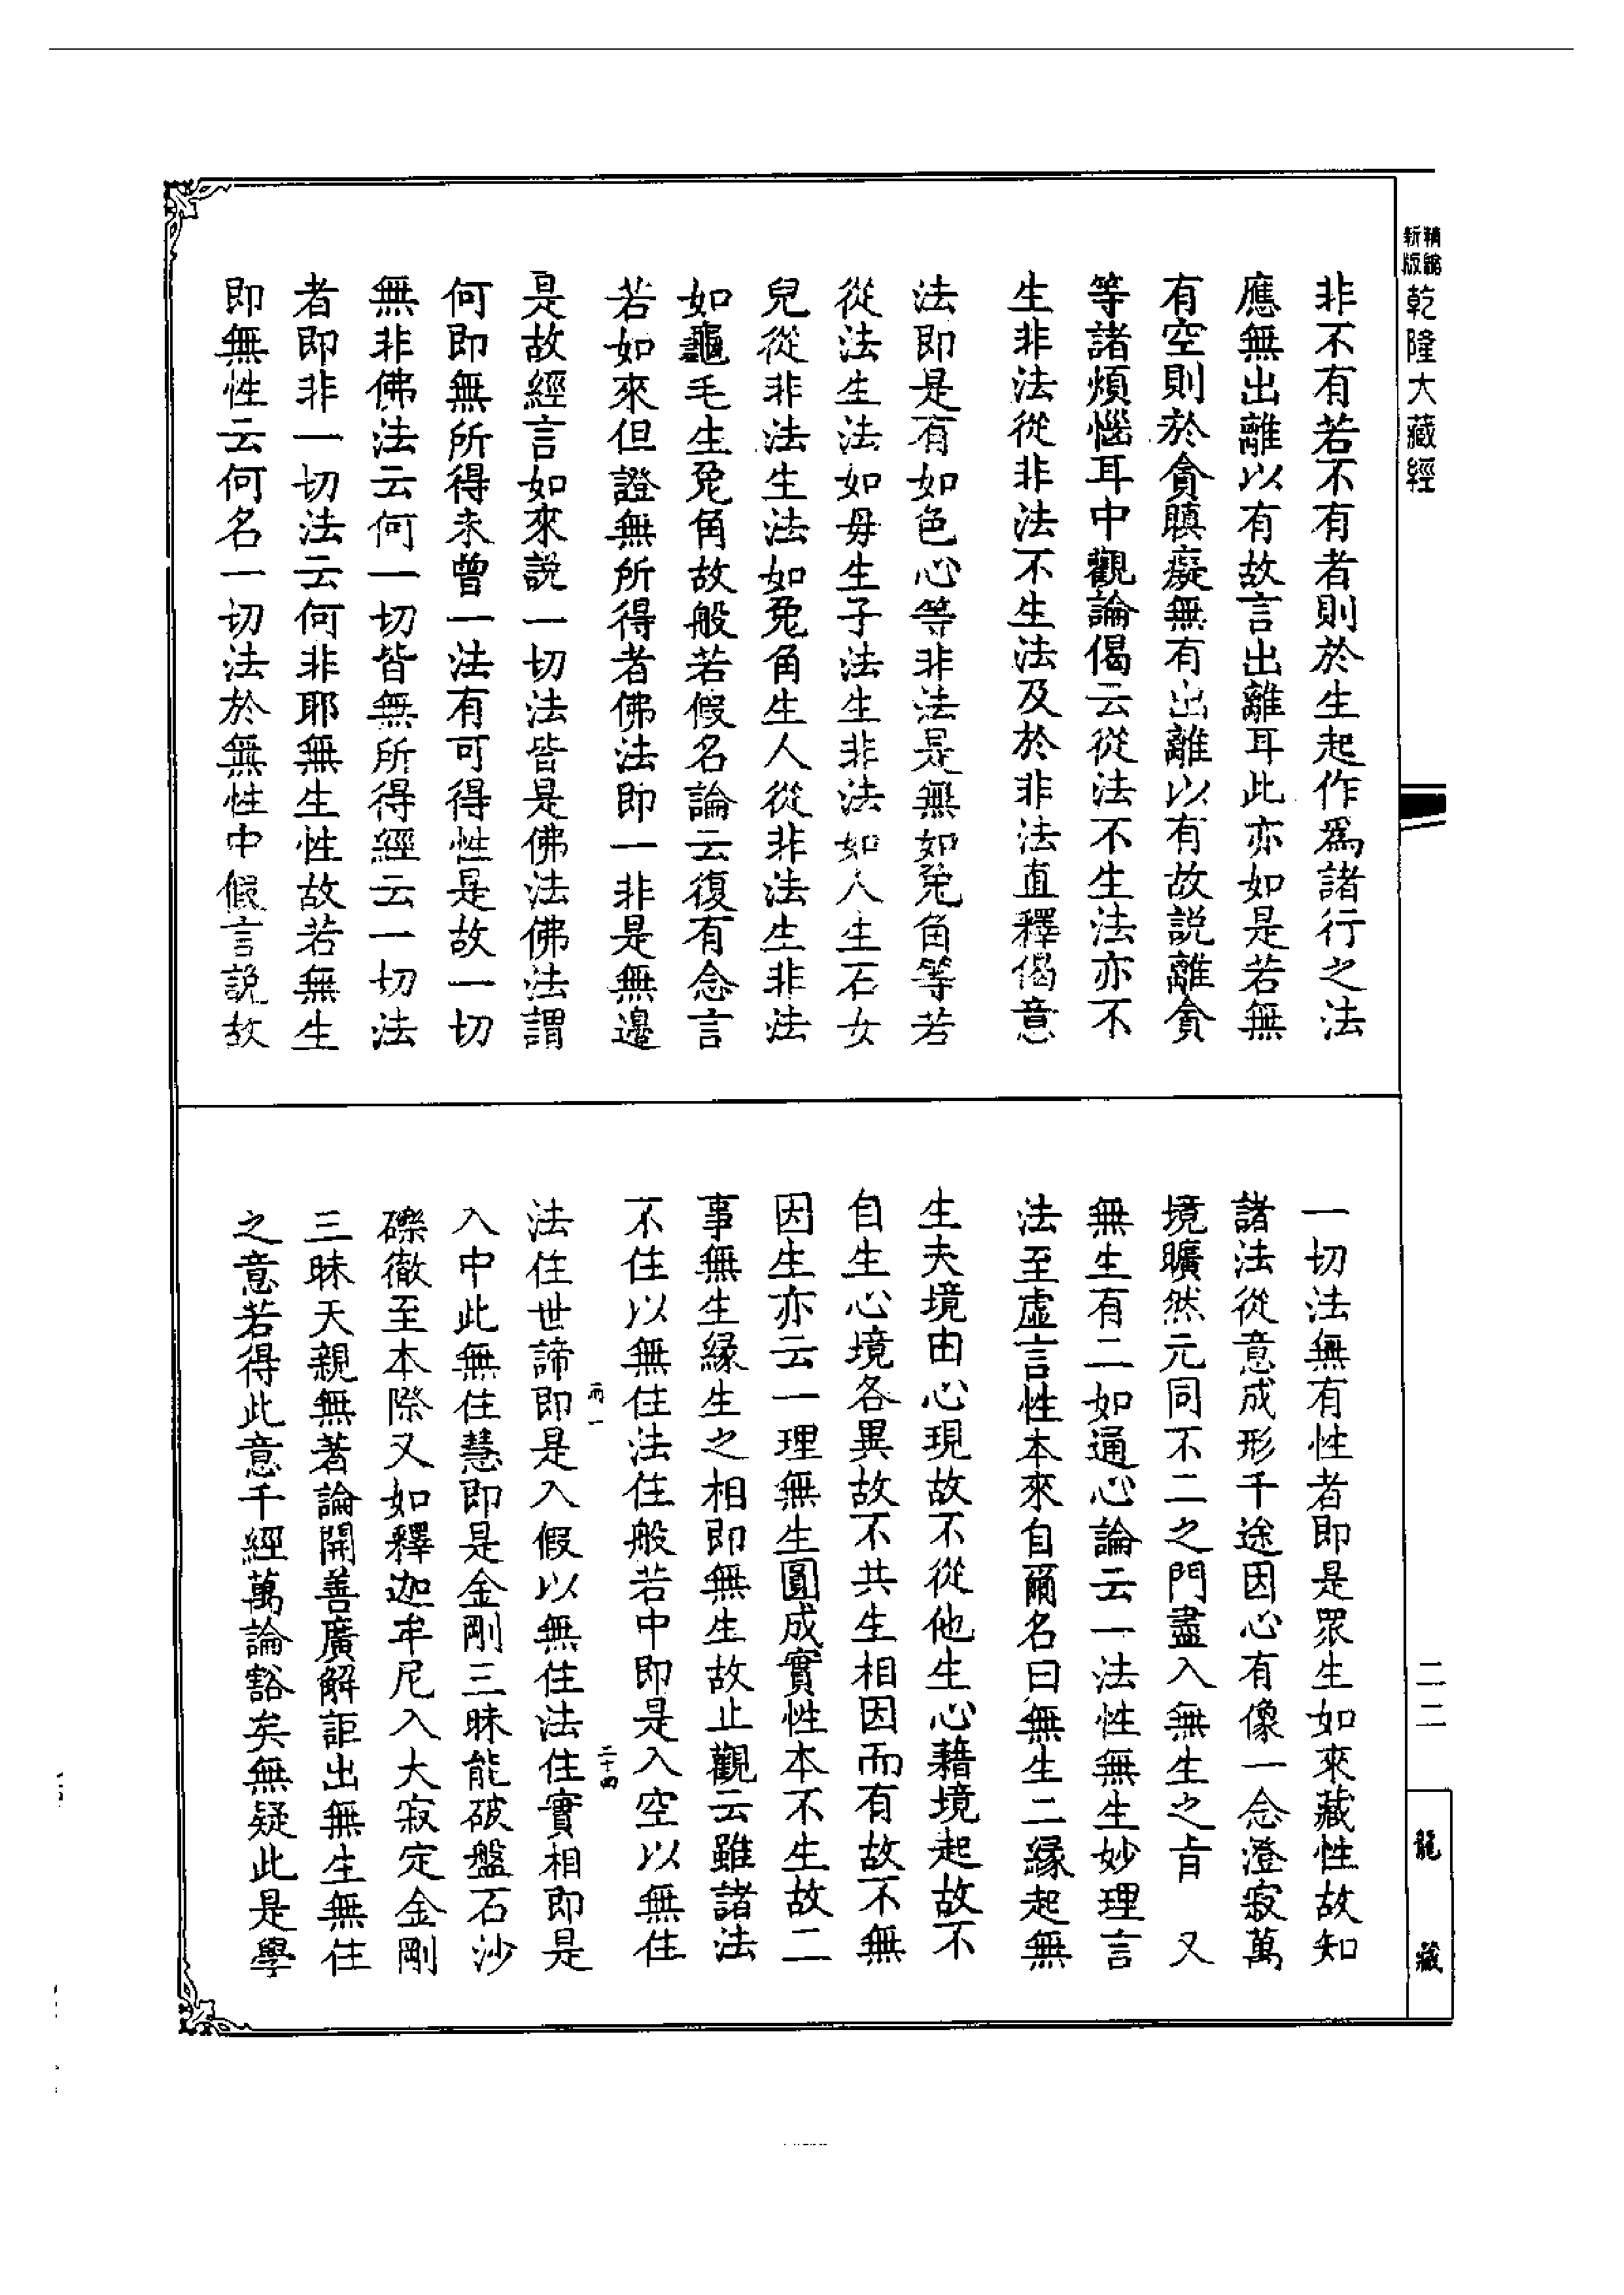 精縮新版乾隆大藏經
非不有若不有者則於生起作爲諸行之法
應無出離以有故言出離耳此亦如是若無
有空則於貪瞋癡無有出離以有故説離貪
等諸煩惱耳中觀論偈云從法不生法亦不
生非法從非法不生法及於非法直釋偈意
法即是有如色心等非法是無如兔角等若
從法生法如母生子法生非法如人生石女
兒從非法生法如兔角生人從非法生非法
如龜毛生兔角故般若假名論云復有念言
若如來但證無所得者佛法即一非是無邊
是故經言如來説一切法皆是佛法佛法謂
何即無所得未曾一法有可得性是故一切
無非佛法云何一切皆無所得經云一切法
者即非一切法云何非耶無生性故若無生
即無性云何名一切法於無性中假言説故
一切法無有性者即是眾生如來藏性故知
諸法從意成形千途因心有像一念澄寂萬
境曠然元同不二之門盡入無生之旨 又
無生有二如通心論云一法性無生妙理言
法至虛言性本來自爾名曰無生二緣起無
生夫境由心現故不從他生心藉境起故不
自生心境各異故不共生相因而有故不無
因生亦云一理無生圓成實性本不生故二
事無生緣生之相即無生故止觀云雖諸法
不住以無住法住般若中即是入空以無住
法住世諦即是入假以無住法住實相即是
入中此無住慧即是金剛三昧能破盤石沙
礫徹至本際又如釋迦牟尼入大寂定金剛
三昧天親無著論開善廣解詎出無生無住
之意若得此意千經萬論豁矣無疑此是學
二二
龍藏